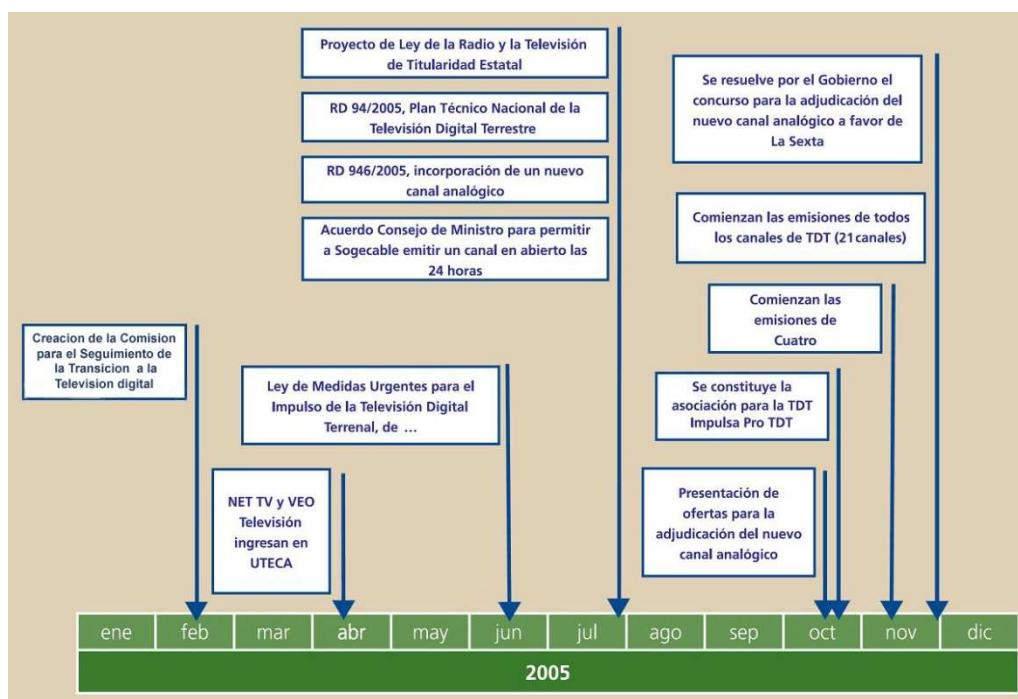 Proyecto de Ley de la Radio y la Televisión
de Titularidad Estatal
RD 94/2005, Plan Técnico Nacional de la
Televisión Digital Terrestre
RD 946/2005, incorporación de un nuevo
canal analógico
Acuerdo Consejo de Ministro para permitir
a Sogecable emitir un canal en abierto las
24 horas
Se resuelve por el Gobierno el
concurso para la adjudicación del
nuevo canal analógico a favor de
La Sexta
Comienzan las emisiones de todos
los canales de TDT (21 canales)
Comienzan las
emisiones de
Cuatro
Creacion de la Comision
para el Seguimiento de
la Transicion a la
Television digital
Ley de Medidas Urgentes para el
Impulso de la Televisión Digital
Terrenal, de ...
Se constituye la
asociación para la TDT
Impulsa Pro TDT
NET TV y VEO
Televisión
ingresan en
UTECA
Presentación de
ofertas para la
adjudicación del nuevo
canal analógico
ene feb mar abr may jun jul ago sep oct nov dic
2005